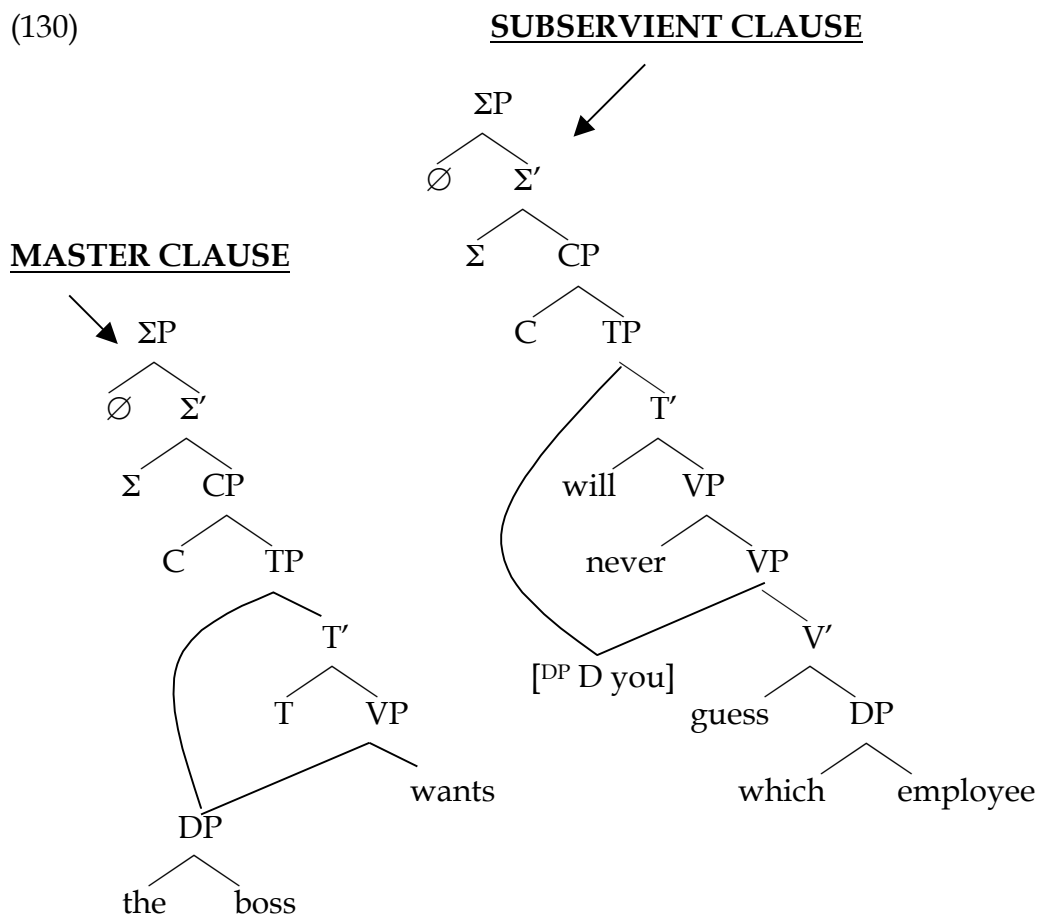 (130)
SUBSERVIENT CLAUSE
ΣP
∅ Σ′
MASTER CLAUSE
Σ CP
ΣP
C TP
∅ Σ′
T′
Σ CP
will VP
C TP
never VP
T′
V′
[DP D you]
T VP
guess DP
wants
which employee
DP
the boss